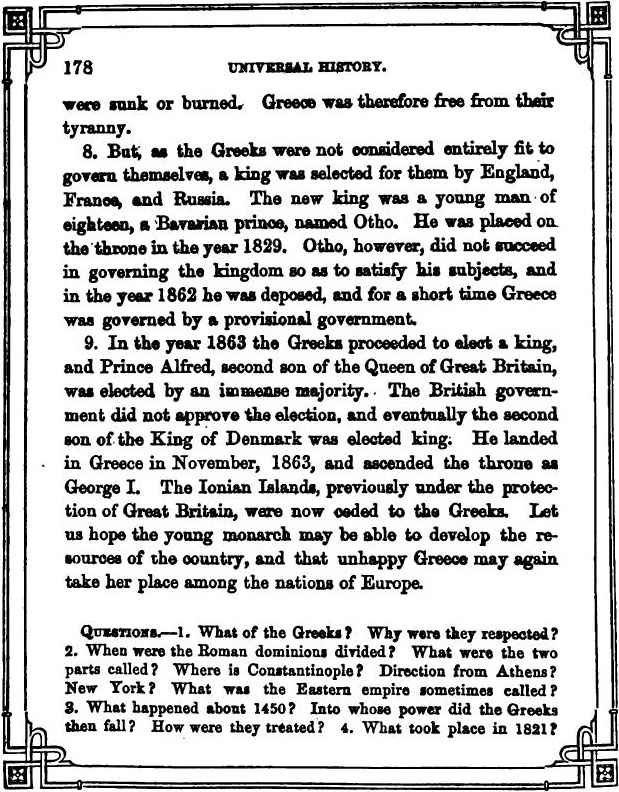 178 UNIVERSAL HISTORY.
were sunk or burned. Greece was therefore free from their
tyranny.
8. But, as the Greeks were not considered entirely fit to
govern themselves, a king was selected for them by England,
France, and Russia. The new king was a young man of
eighteen, a Bavarian prince, named Otho. He was placed on
the throne in the year 1829. Otho, however, did not succeed
in governing the kingdom so as to satisfy his subjects, and
in the year 1862 he was deposed, and for a short time Greece
was governed by a provisional government.
9. In the year 1863 the Greeks proceeded to elect a king,
and Prince Alfred, second son of the Queen of Great Britain,
was elected by an immense majority. The British govern-
ment did not approve the election, and eventually the second
son of the King of Denmark was elected king. He landed
in Greece in November, 1863, and ascended the throne as
George I. The Ionian Islands, previously under the protec-
tion of Great Britain, were now ceded to the Greeks. Let
us hope the young monarch may be able to develop the re-
sources of the country, and that unhappy Greece may again
take her place among the nations of Europe.
QUESTIONS.—1. What of the Greeks? Why were they respected?
2. When were the Roman dominions divided? What were the two
parts called? Where is Constantinople? Direction from Athens?
New York? What was the Eastern empire sometimes called?
3. What happened about 1450? Into whose power did the Greeks
then fall? How were they treated? 4. What took place in 1821?